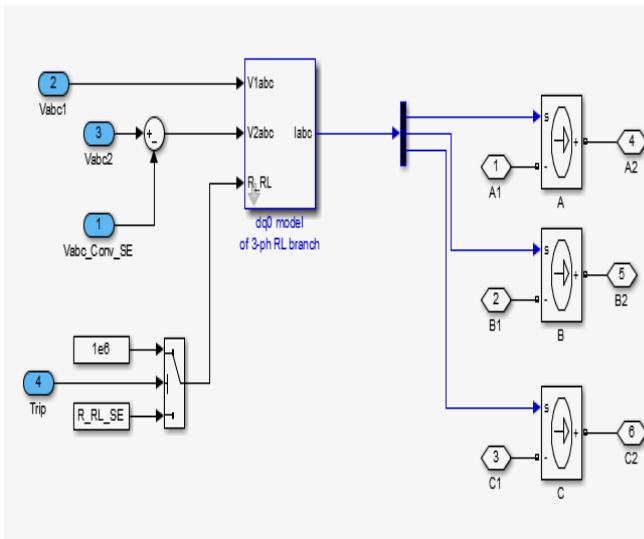 2
Vabc1
3
Vabc2
+
-
1
Vabc_Conv_SE
V1abc
V2abc
Iabc
R_RL
dq0 model
of 3-ph RL branch
1e6
4
Trip
R_RL_SE
s
+
-
A
1
A1
4
A2
s
+
-
B
2
B1
5
B2
s
+
-
C
3
C1
6
C2